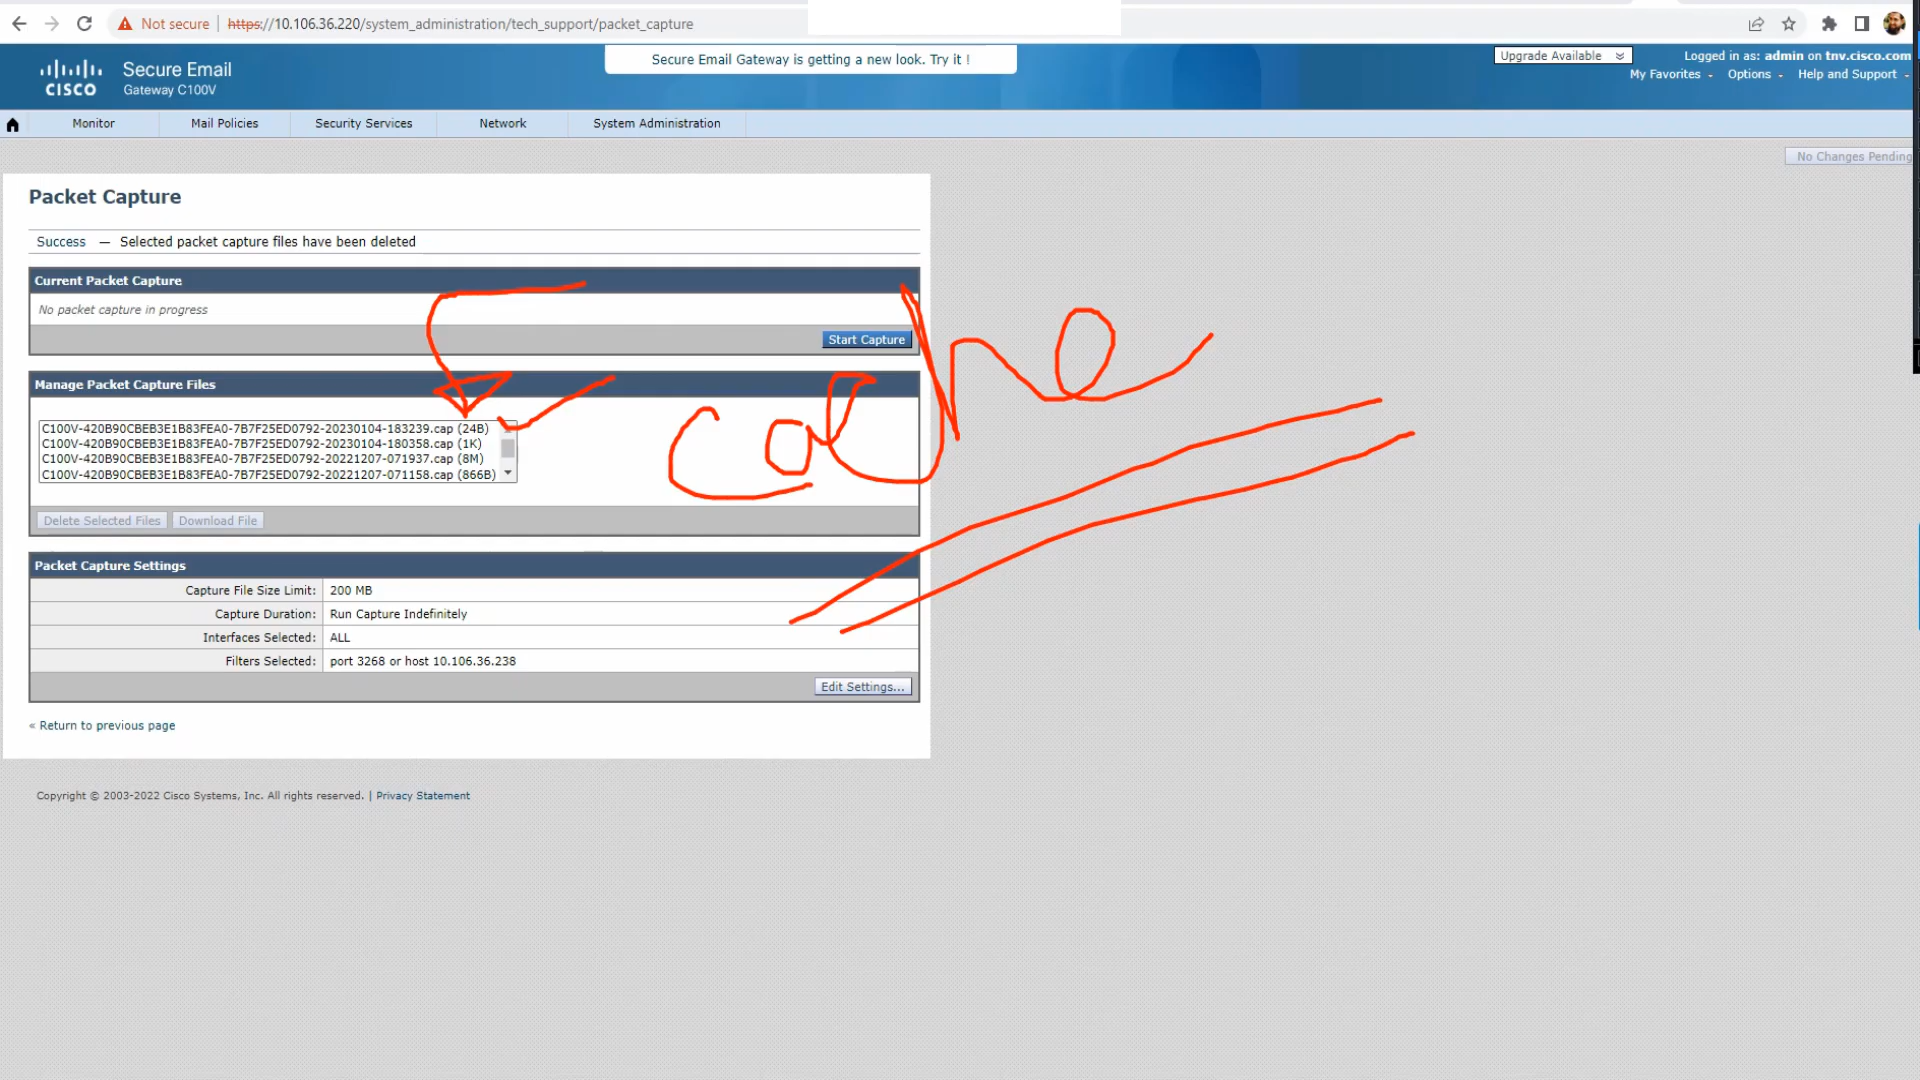 Not secure | https://10.106.36.220/system_administration/tech_support/packet_capture
CISCO
Secure Email
Gateway C100V
Secure Email Gateway is getting a new look. Try it !
Upgrade Available
Logged in as: admin on tnv.cisco.com
My Favorites Options Help and Support
Monitor Mail Policies Security Services Network System Administration
No Changes Pending
Packet Capture
Success — Selected packet capture files have been deleted
Current Packet Capture
No packet capture in progress
Start Capture
Manage Packet Capture Files
C100V-420B90CBEB3E1B83FEA0-7B7F25ED0792-20230104-183239.cap (24B)
C100V-420B90CBEB3E1B83FEA0-7B7F25ED0792-20230104-180358.cap (1K)
C100V-420B90CBEB3E1B83FEA0-7B7F25ED0792-20221207-071937.cap (8M)
C100V-420B90CBEB3E1B83FEA0-7B7F25ED0792-20221207-071158.cap (866B)
cache
Delete Selected Files Download File
Packet Capture Settings
Capture File Size Limit: 200 MB
Capture Duration: Run Capture Indefinitely
Interfaces Selected: ALL
Filters Selected: port 3268 or host 10.106.36.238
Edit Settings...
« Return to previous page
Copyright © 2003-2022 Cisco Systems, Inc. All rights reserved. | Privacy Statement